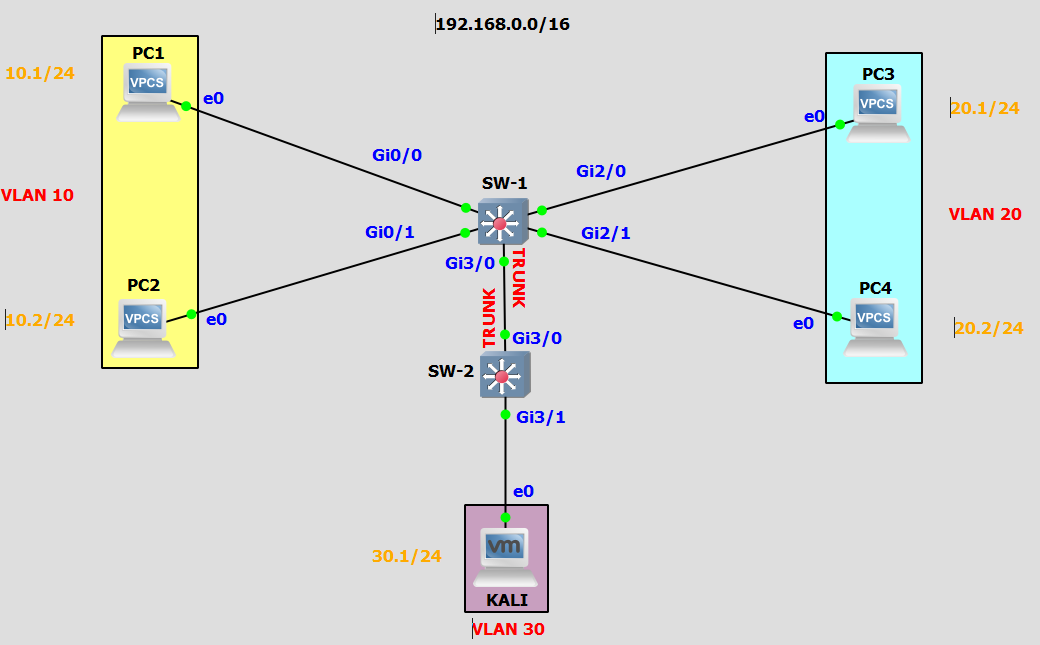 192.168.0.0/16
PC1
10.1/24
VPCS
e0
PC3
VPCS
20.1/24
e0
Gi0/0
Gi2/0
SW-1
VLAN 10
VLAN 20
Gi0/1
Gi2/1
Gi3/0
TRUNK
TRUNK
PC2
VPCS
10.2/24
e0
PC4
VPCS
20.2/24
e0
Gi3/0
SW-2
Gi3/1
e0
vm
30.1/24
KALI
VLAN 30